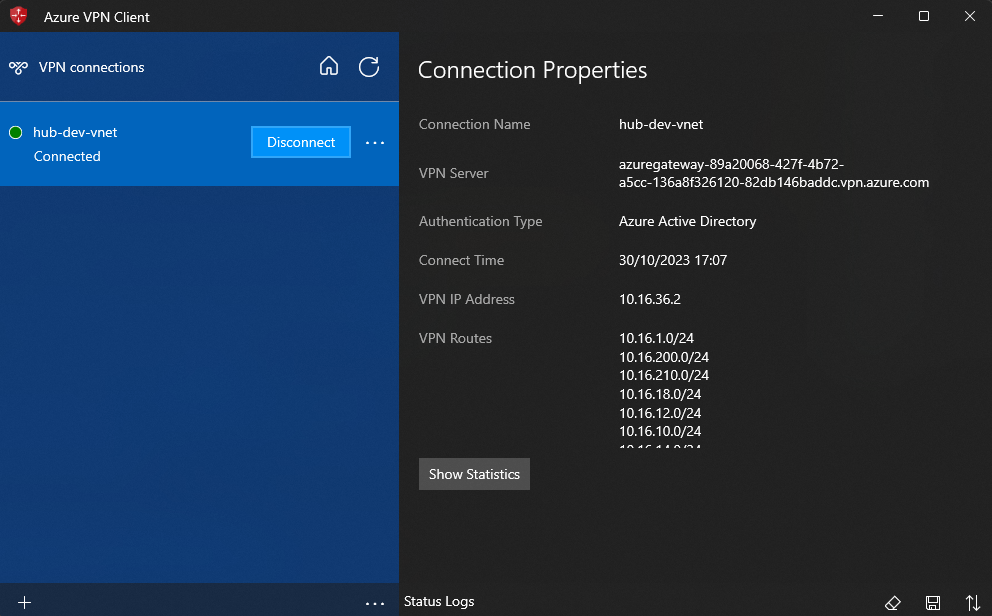 Azure VPN Client
VPN connections
hub-dev-vnet
Connected
Disconnect
Connection Properties
Connection Name
hub-dev-vnet
VPN Server
azuregateway-89a20068-427f-4b72-
a5cc-136a8f326120-82db146baddc.vpn.azure.com
Authentication Type
Azure Active Directory
Connect Time
30/10/2023 17:07
VPN IP Address
10.16.36.2
VPN Routes
10.16.1.0/24
10.16.200.0/24
10.16.210.0/24
10.16.18.0/24
10.16.12.0/24
10.16.10.0/24
Show Statistics
Status Logs